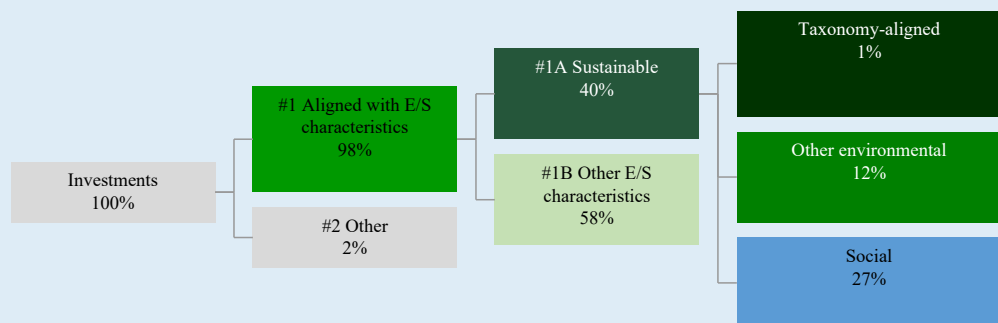 Investments
100%
#1 Aligned with E/S
characteristics
98%
#2 Other
2%
#1A Sustainable
40%
#1B Other E/S
characteristics
58%
Taxonomy-aligned
1%
Other environmental
12%
Social
27%